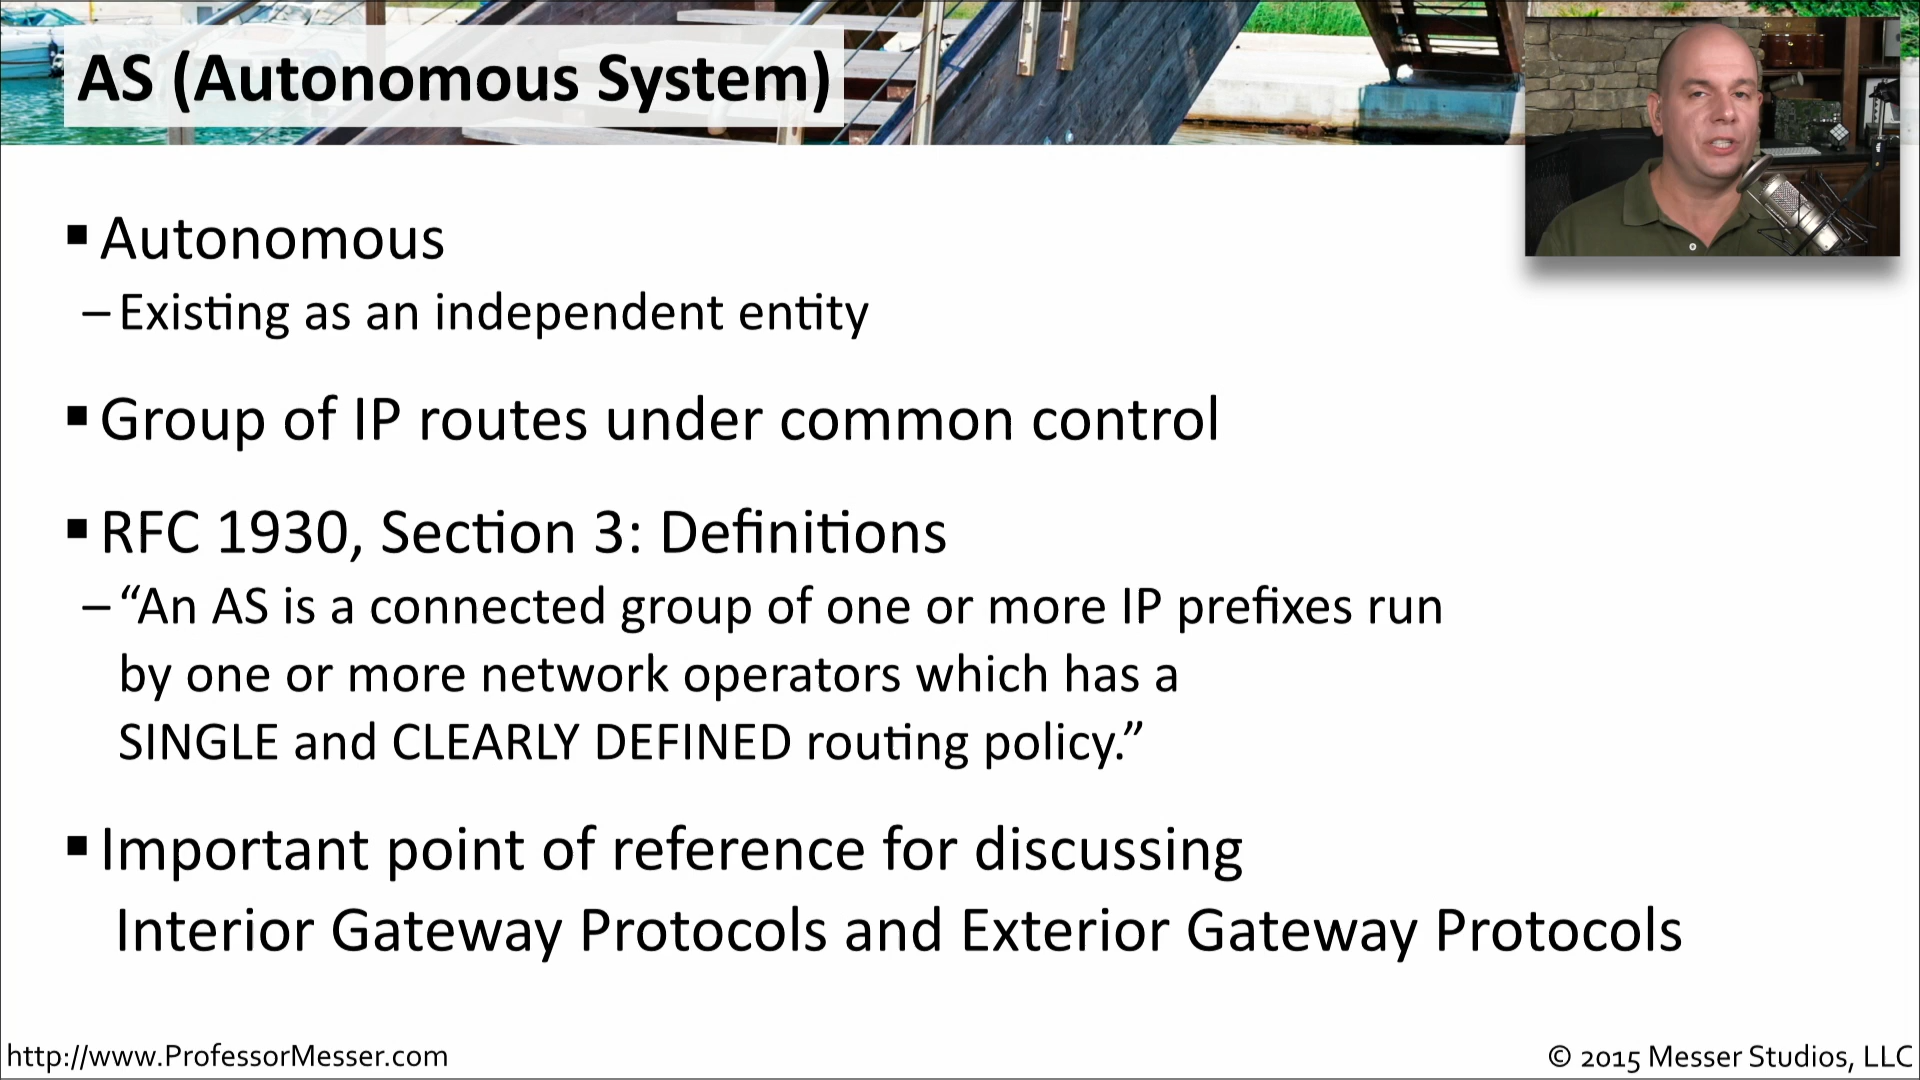 AS (Autonomous System)
▪ Autonomous
– Existing as an independent entity
▪ Group of IP routes under common control
▪ RFC 1930, Section 3: Definitions
– “An AS is a connected group of one or more IP prefixes run
by one or more network operators which has a
SINGLE and CLEARLY DEFINED routing policy.”
▪ Important point of reference for discussing
Interior Gateway Protocols and Exterior Gateway Protocols
http://www.ProfessorMesser.com
© 2015 Messer Studios, LLC